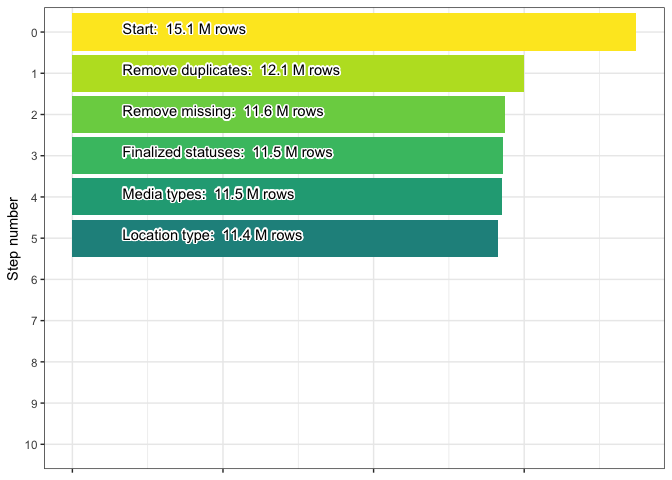 Step number
0
Start:  15.1 M rows
1
Remove duplicates:  12.1 M rows
2
Remove missing:  11.6 M rows
3
Finalized statuses:  11.5 M rows
4
Media types:  11.5 M rows
5
Location type:  11.4 M rows
6
7
8
9
10